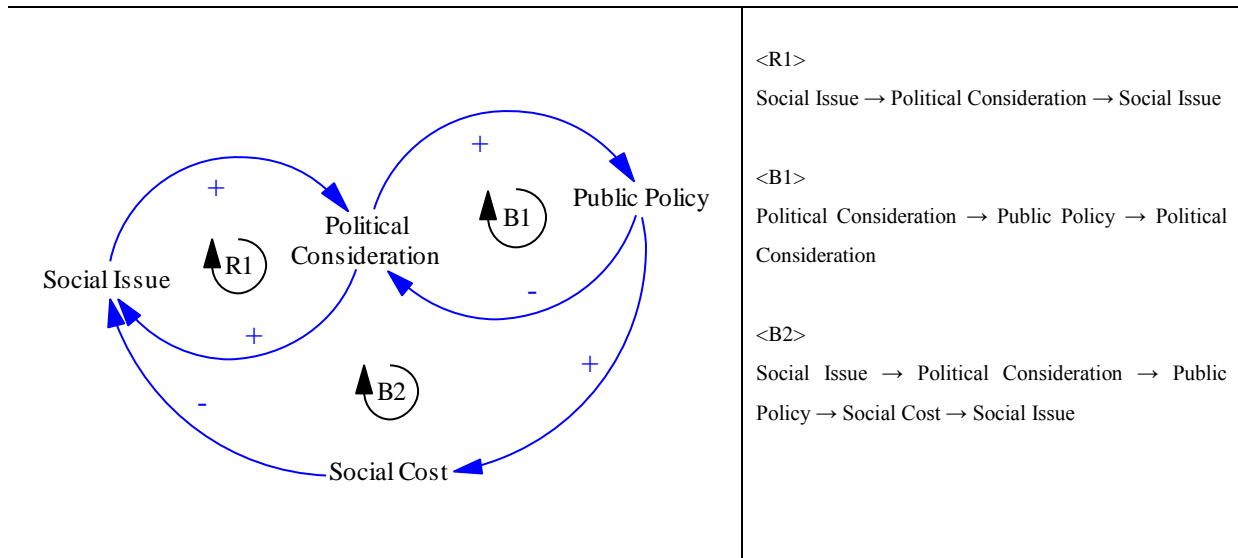 +
+
Public Policy
B1
Political
Consideration
R1
Social Issue
-
+
+
B2
-
Social Cost
<R1>
Social Issue → Political Consideration → Social Issue
<B1>
Political Consideration → Public Policy → Political
Consideration
<B2>
Social Issue → Political Consideration → Public
Policy → Social Cost → Social Issue